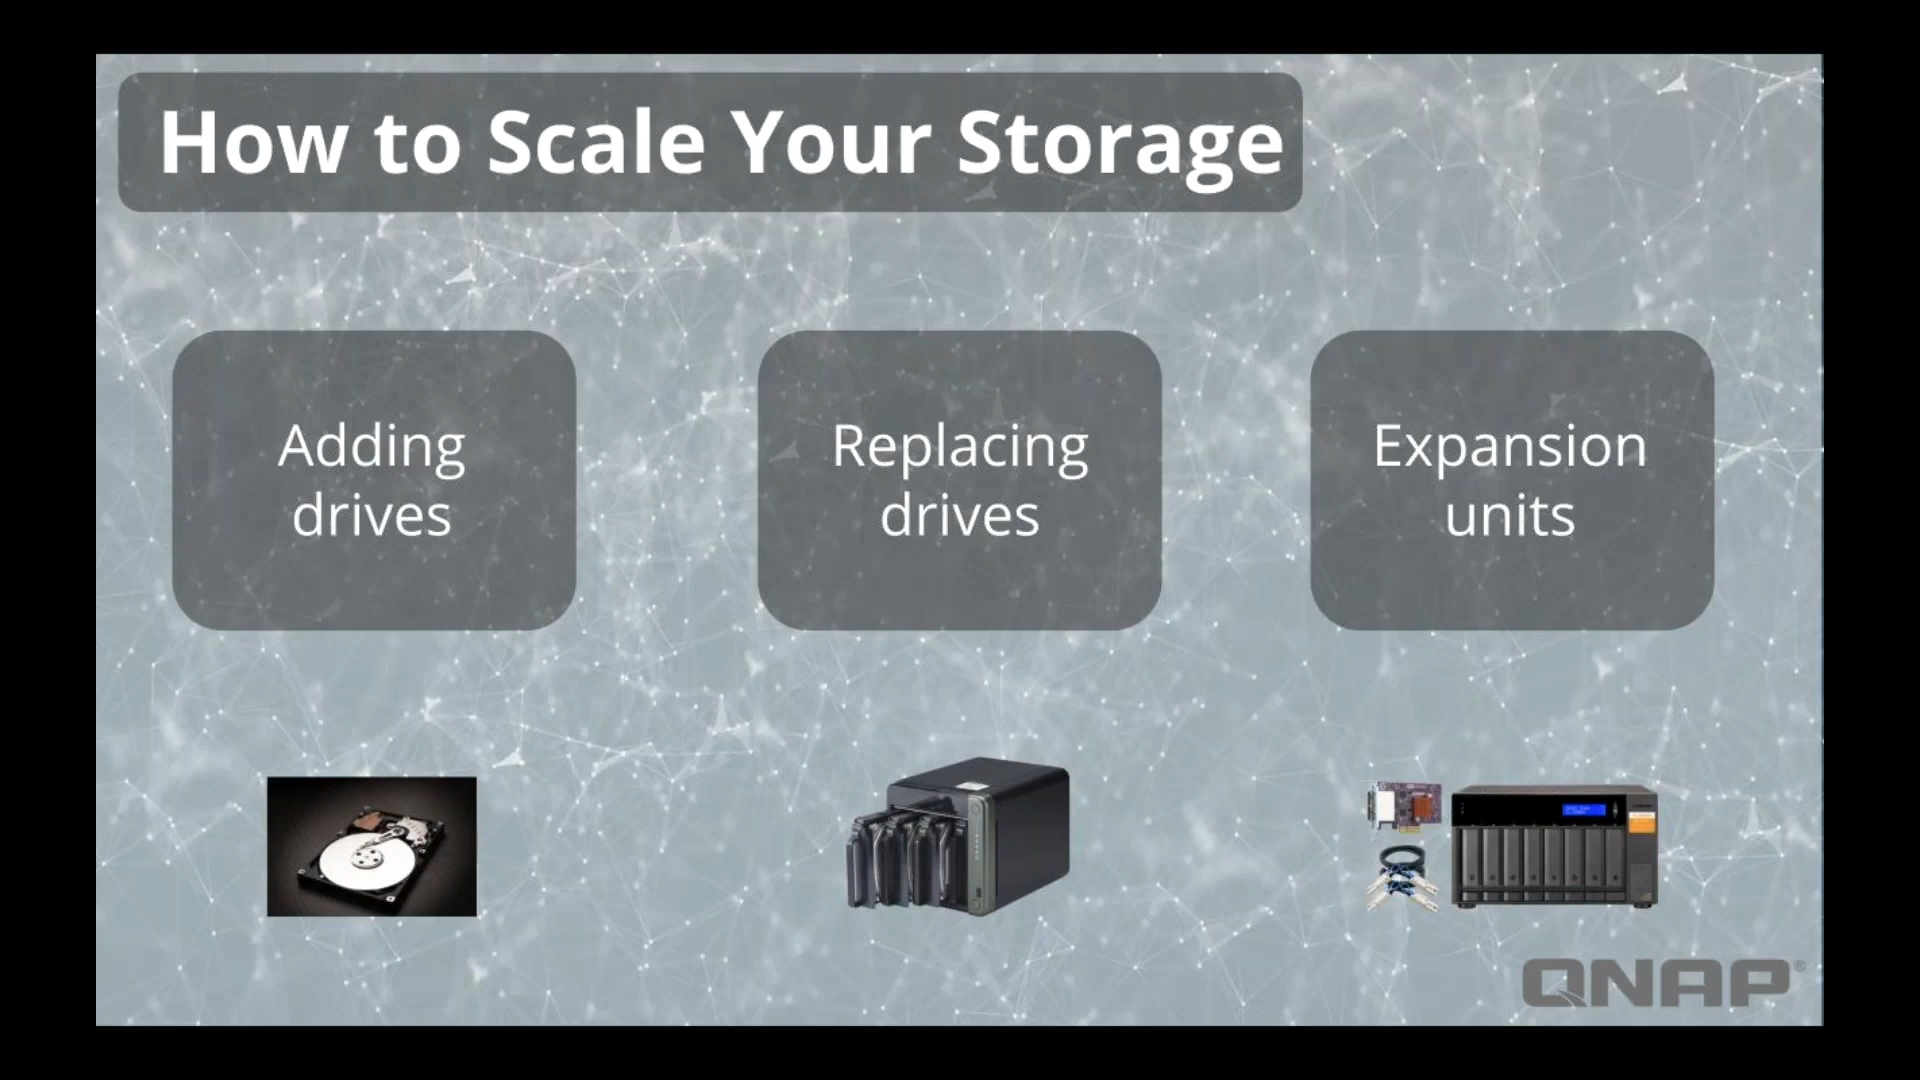 How to Scale Your Storage
Adding
drives
Replacing
drives
Expansion
units
QNAP®